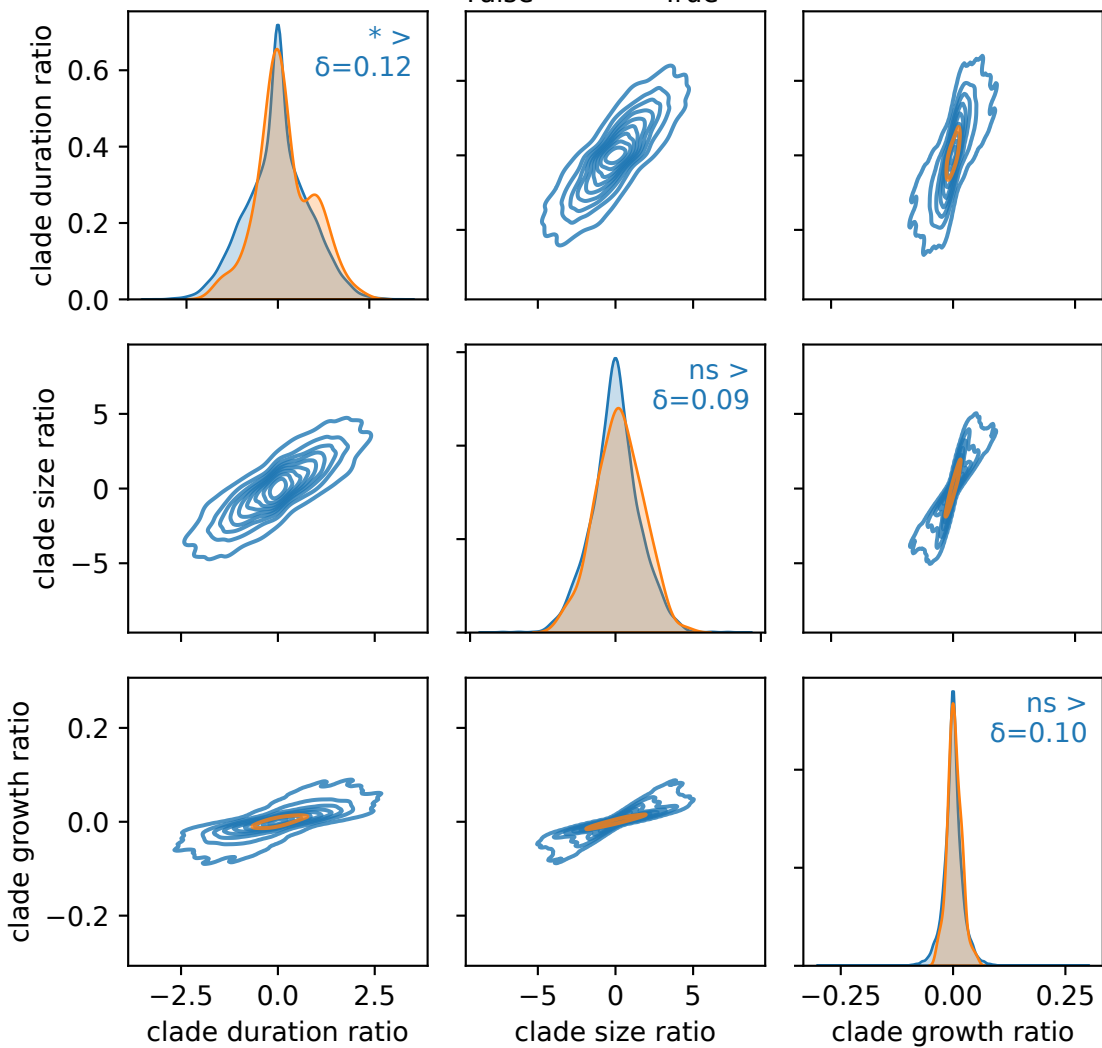 False True
clade duration ratio
0.6
0.4
0.2
0.0
* >
δ=0.12
clade size ratio
5
0
−5
ns >
δ=0.09
clade growth ratio
0.2
0.0
−0.2
ns >
δ=0.10
−2.5 0.0 2.5
−5 0 5
−0.25 0.00 0.25
clade duration ratio
clade size ratio
clade growth ratio